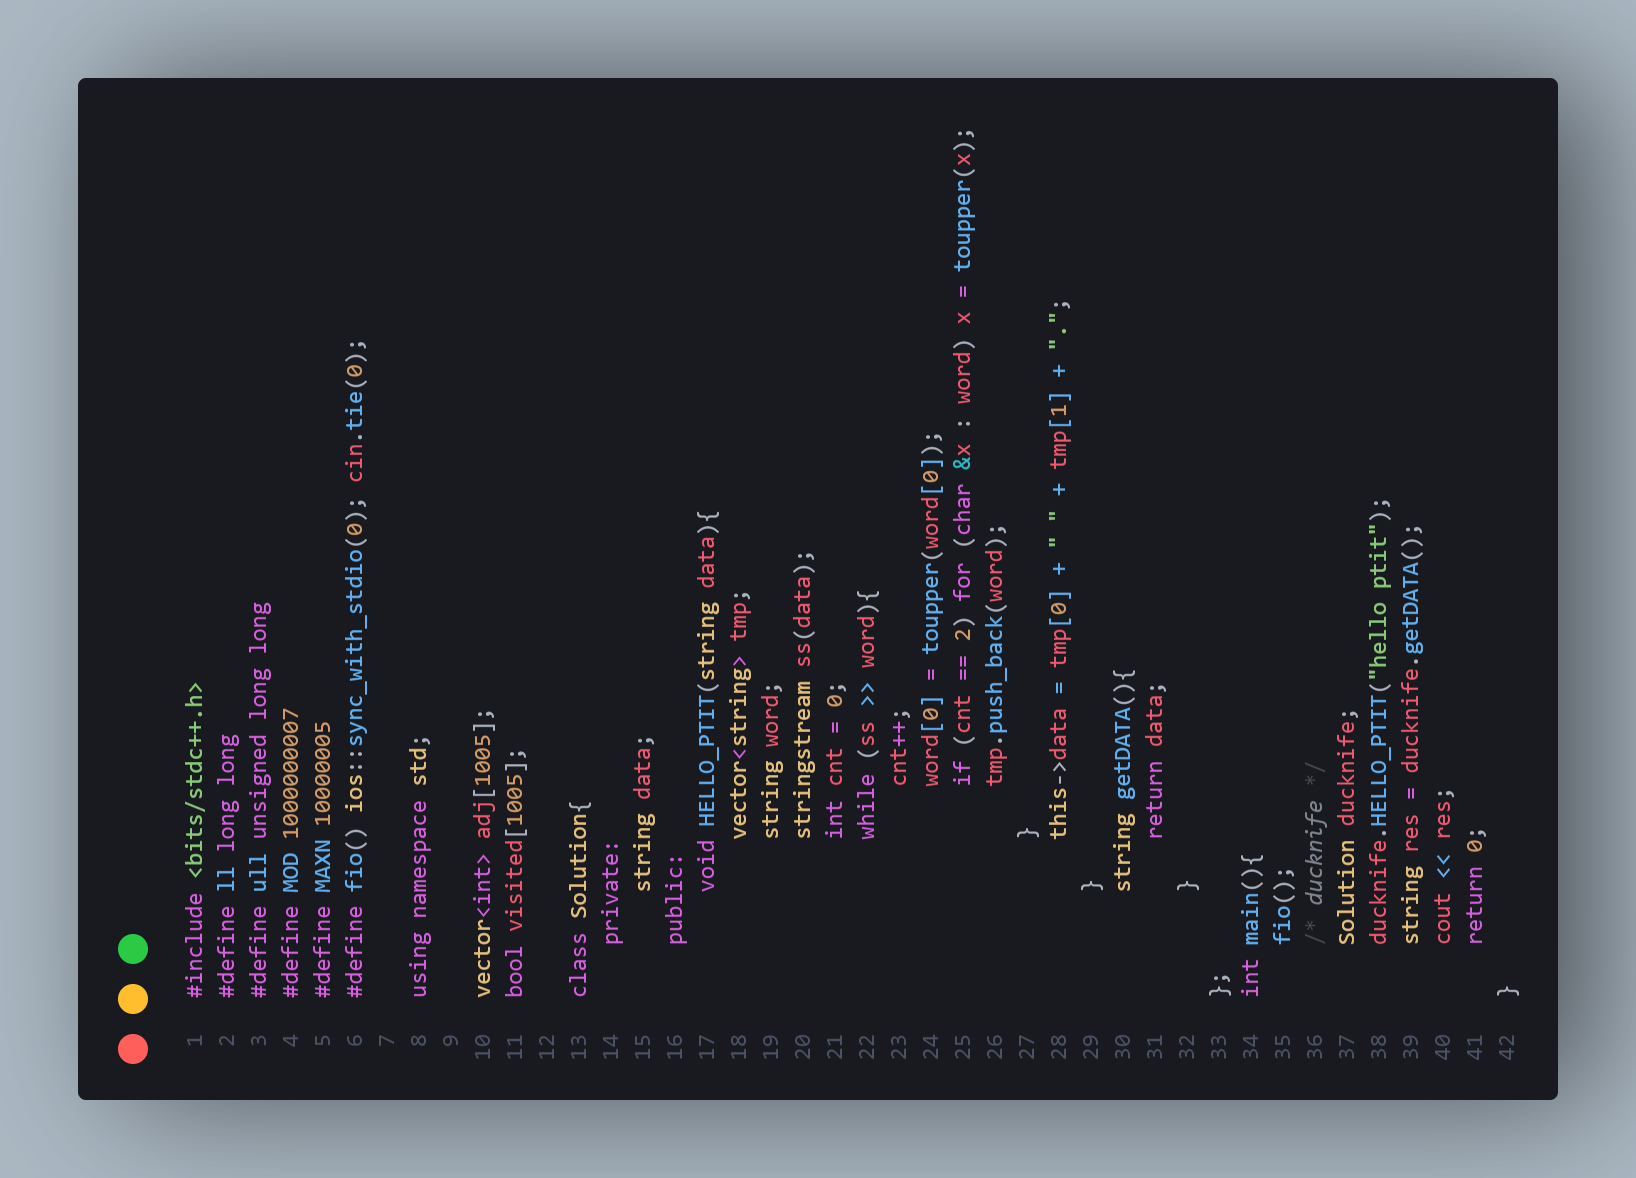 1 #include <bits/stdc++.h>
2 #define ll long long
3 #define ull unsigned long long
4 #define MOD 1000000007
5 #define MAXN 10000005
6 #define fio() ios::sync_with_stdio(0); cin.tie(0);
7
8 using namespace std;
9
10 vector<int> adj[1005];
11 bool visited[1005];
12
13 class Solution{
14     private:
15         string data;
16     public:
17         void HELLO_PTIT(string data){
18             vector<string> tmp;
19             string word;
20             stringstream ss(data);
21             int cnt = 0;
22             while (ss >> word){
23                 cnt++;
24                 word[0] = toupper(word[0]);
25                 if (cnt == 2) for (char &x : word) x = toupper(x);
26                 tmp.push_back(word);
27             }
28             this->data = tmp[0] + " " + tmp[1] + ".";
29         }
30         string getDATA(){
31             return data;
32         }
33 };
34 int main(){
35     fio();
36     /* ducknife */
37     Solution ducknife;
38     ducknife.HELLO_PTIT("hello ptit");
39     string res = ducknife.getDATA();
40     cout << res;
41     return 0;
42 }